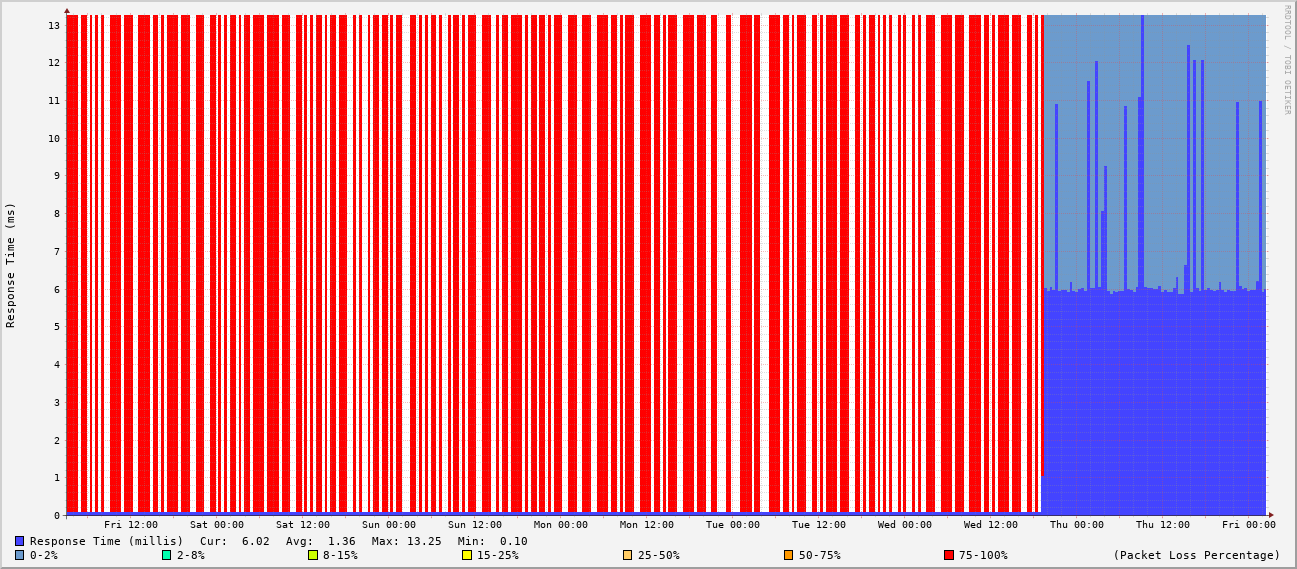 RRDTOOL / TOBI OETIKER
Response Time (ms)
13
12
11
10
9
8
7
6
5
4
3
2
1
0
Fri 12:00 Sat 00:00 Sat 12:00 Sun 00:00 Sun 12:00 Mon 00:00 Mon 12:00 Tue 00:00 Tue 12:00 Wed 00:00 Wed 12:00 Thu 00:00 Thu 12:00 Fri 00:00
Response Time (millis) Cur: 6.02 Avg: 1.36 Max: 13.25 Min: 0.10
0-2% 2-8% 8-15% 15-25% 25-50% 50-75% 75-100% (Packet Loss Percentage)